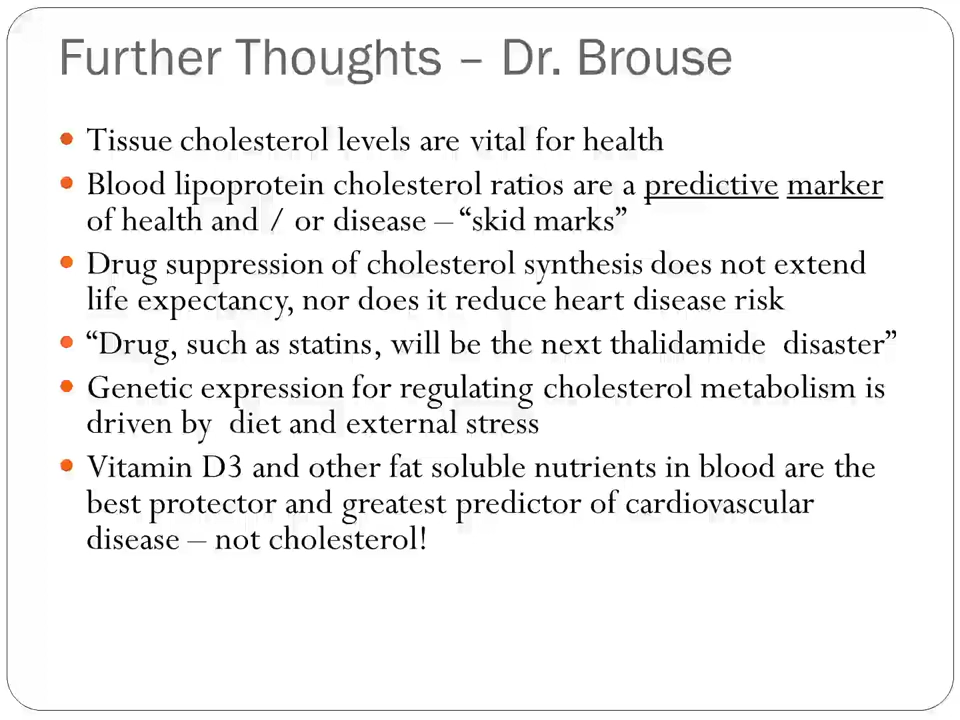 Further Thoughts – Dr. Brouse
• Tissue cholesterol levels are vital for health
• Blood lipoprotein cholesterol ratios are a predictive marker
of health and / or disease – “skid marks”
• Drug suppression of cholesterol synthesis does not extend
life expectancy, nor does it reduce heart disease risk
• “Drug, such as statins, will be the next thalidamide  disaster”
• Genetic expression for regulating cholesterol metabolism is
driven by  diet and external stress
• Vitamin D3 and other fat soluble nutrients in blood are the
best protector and greatest predictor of cardiovascular
disease – not cholesterol!